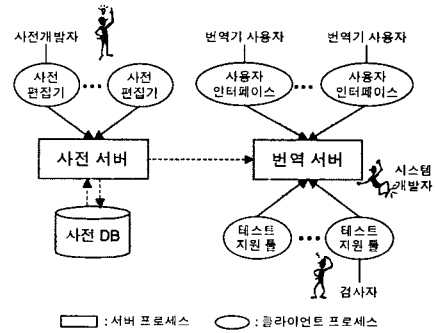 사전개발자
번역기 사용자
번역기 사용자
사전
편집기
사전
편집기
사용자
인터페이스
사용자
인터페이스
사전 서버
번역 서버
시스템
개발자
사전 DB
테스트
지원 툴
테스트
지원 툴
검사자
: 서버 프로세스
: 클라이언트 프로세스